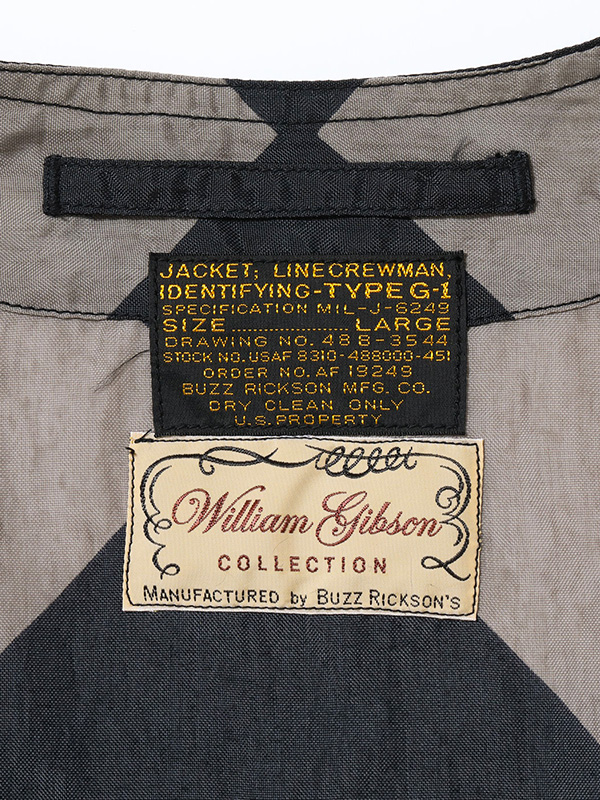 JACKET; LINECREWMAN,
IDENTIFYING-TYPE G-1
SPECIFICATION MIL-J-6249
SIZE.....................LARGE
DRAWING NO. 48B-3544
STOCK NO. USAF 8310-488000-451
ORDER NO. AF 19249
BUZZ RICKSON MFG. CO.
DRY CLEAN ONLY
U.S. PROPERTY
William Gibson
COLLECTION
MANUFACTURED by BUZZ RICKSON'S